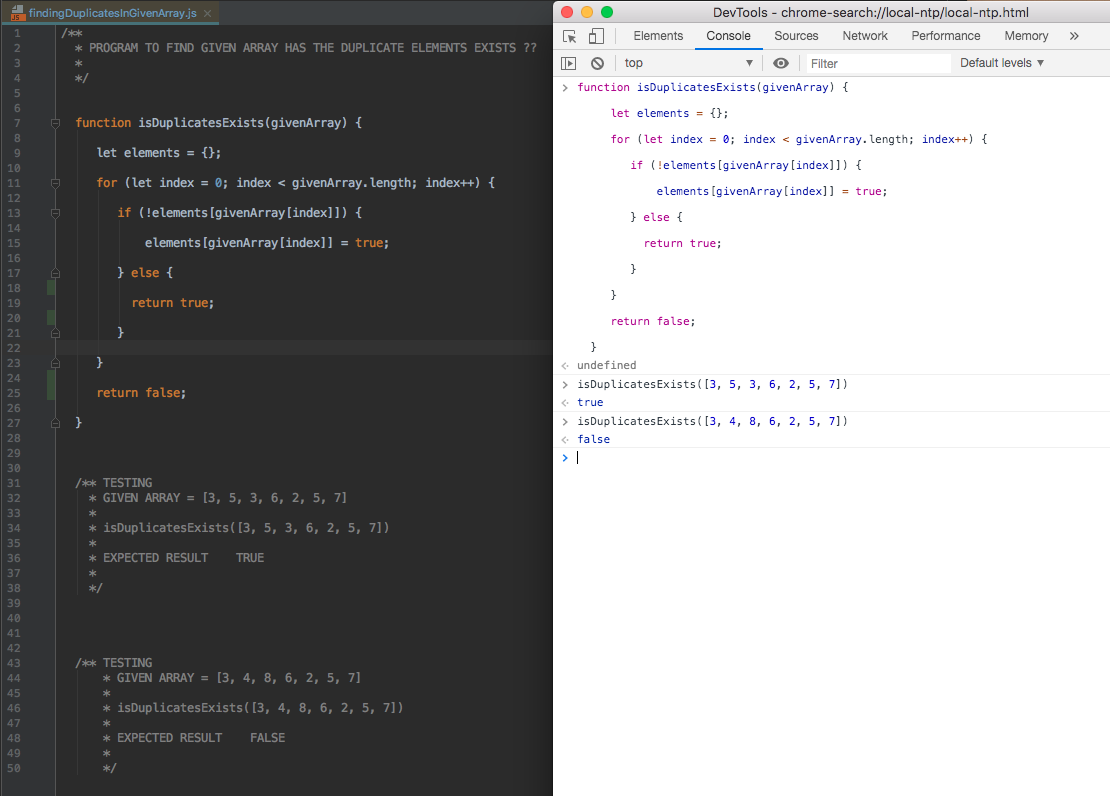 findingDuplicatesInGivenArray.js
1 /**
2 * PROGRAM TO FIND GIVEN ARRAY HAS THE DUPLICATE ELEMENTS EXISTS ??
3 *
4 */
5
6
7 function isDuplicatesExists(givenArray) {
8
9 let elements = {};
10
11 for (let index = 0; index < givenArray.length; index++) {
12
13 if (!elements[givenArray[index]]) {
14
15 elements[givenArray[index]] = true;
16
17 } else {
18
19 return true;
20
21 }
22
23 }
24
25 return false;
26
27 }
28
29
30
31 /** TESTING
32 * GIVEN ARRAY = [3, 5, 3, 6, 2, 5, 7]
33 *
34 * isDuplicatesExists([3, 5, 3, 6, 2, 5, 7])
35 *
36 * EXPECTED RESULT TRUE
37 *
38 */
39
40
41
42
43 /** TESTING
44 * GIVEN ARRAY = [3, 4, 8, 6, 2, 5, 7]
45 *
46 * isDuplicatesExists([3, 4, 8, 6, 2, 5, 7])
47 *
48 * EXPECTED RESULT FALSE
49 *
50 */
DevTools - chrome-search://local-ntp/local-ntp.html
Elements Console Sources Network Performance Memory »
top Filter Default levels
function isDuplicatesExists(givenArray) {
let elements = {};
for (let index = 0; index < givenArray.length; index++) {
if (!elements[givenArray[index]]) {
elements[givenArray[index]] = true;
} else {
return true;
}
}
return false;
}
undefined
isDuplicatesExists([3, 5, 3, 6, 2, 5, 7])
true
isDuplicatesExists([3, 4, 8, 6, 2, 5, 7])
false